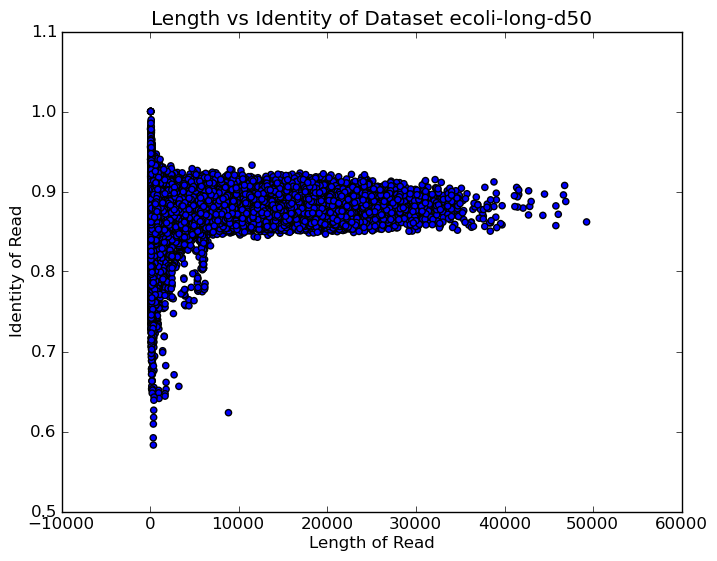 Length vs Identity of Dataset ecoli-long-d50
1.1
1.0
0.9
0.8
0.7
0.6
0.5
Identity of Read
−10000 0 10000 20000 30000 40000 50000 60000
Length of Read